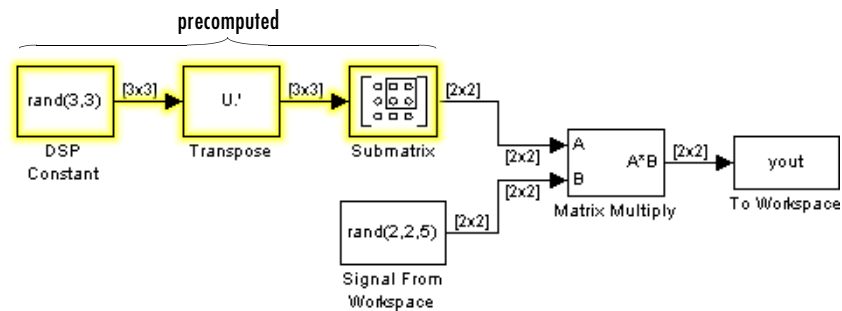 precomputed
rand(3,3)
[3x3]
U.'
[3x3]
[2x2]
DSP
Constant
Transpose
Submatrix
[2x2]
A
B
A*B
[2x2]
yout
[2x2]
Matrix Multiply
To Workspace
rand(2,2,5)
[2x2]
Signal From
Workspace